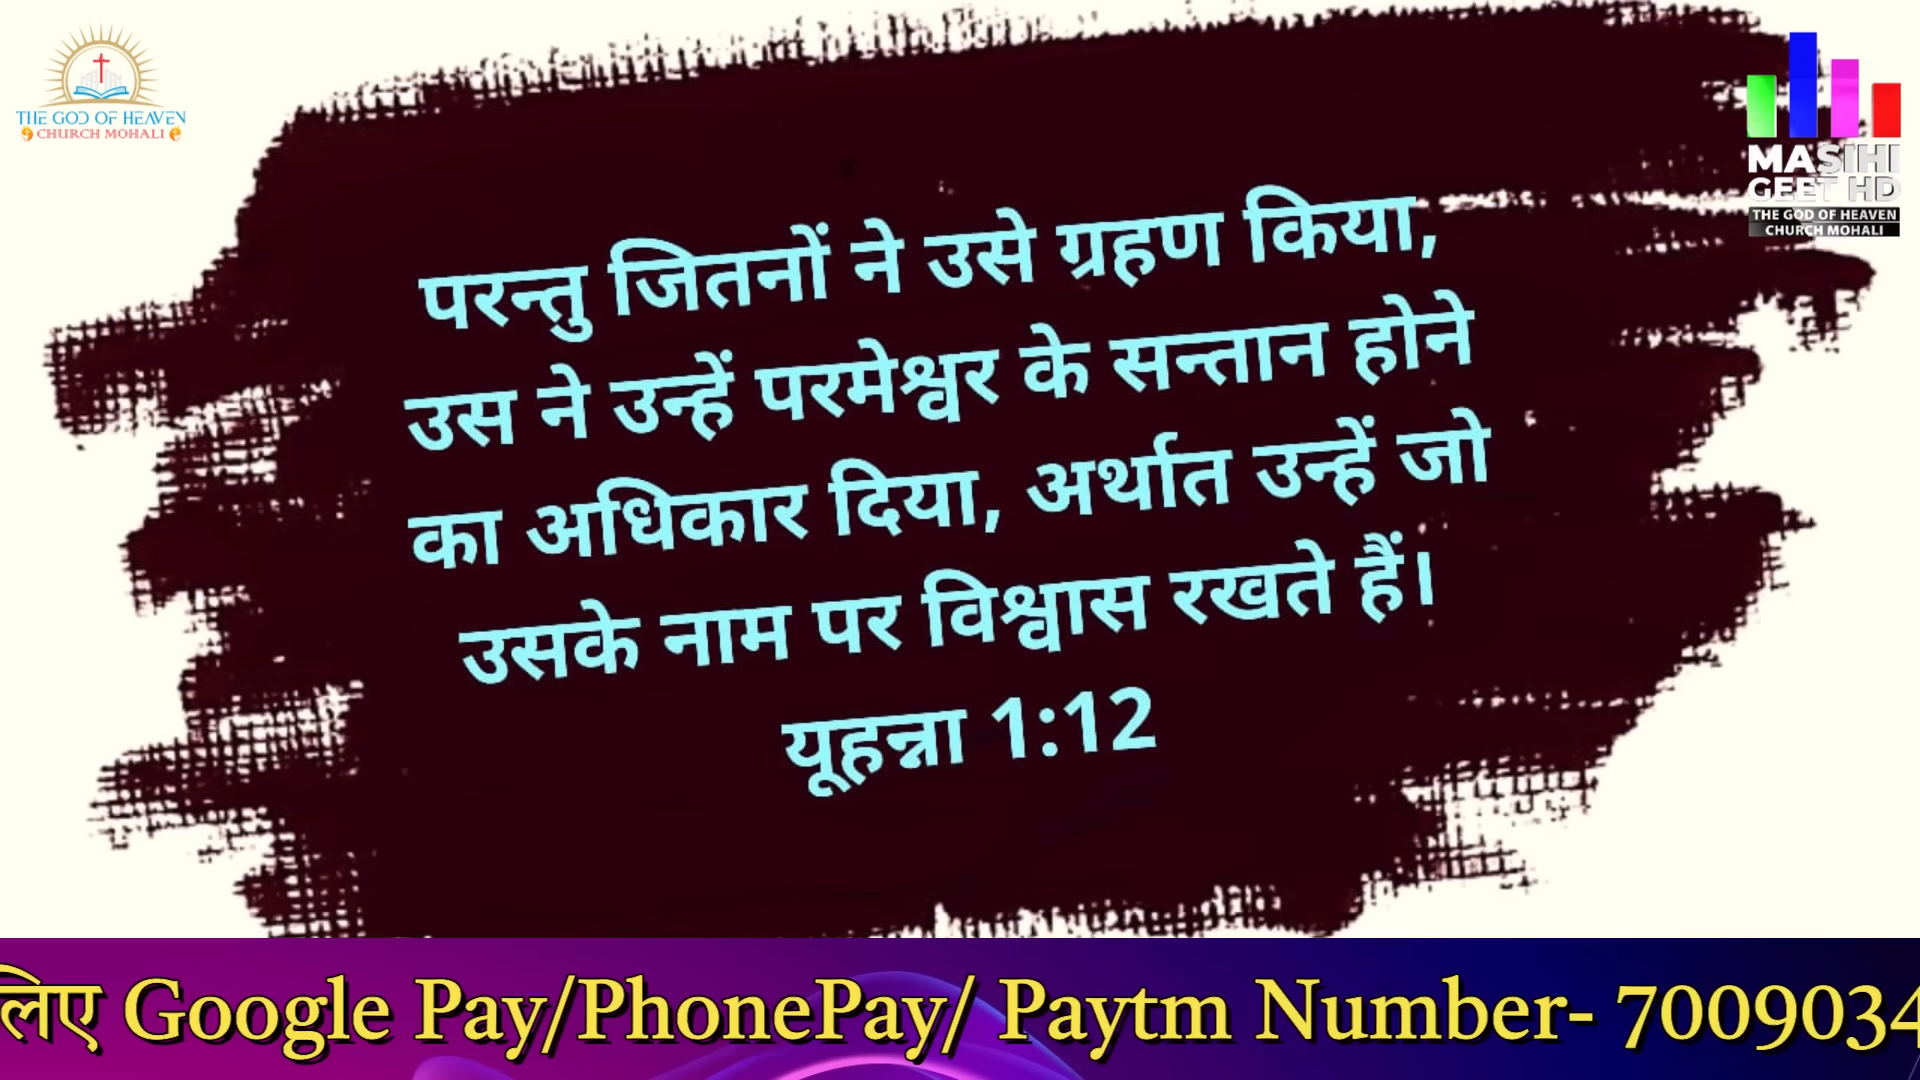 THE GOD OF HEAVEN
CHURCH MOHALI
MASIHI
GEET HD
THE GOD OF HEAVEN
CHURCH MOHALI
परन्तु जितनों ने उसे ग्रहण किया,
उस ने उन्हें परमेश्वर के सन्तान होने
का अधिकार दिया, अर्थात उन्हें जो
उसके नाम पर विश्वास रखते हैं।
यूहन्ना 1:12
लिए Google Pay/PhonePay/ Paytm Number- 7009034